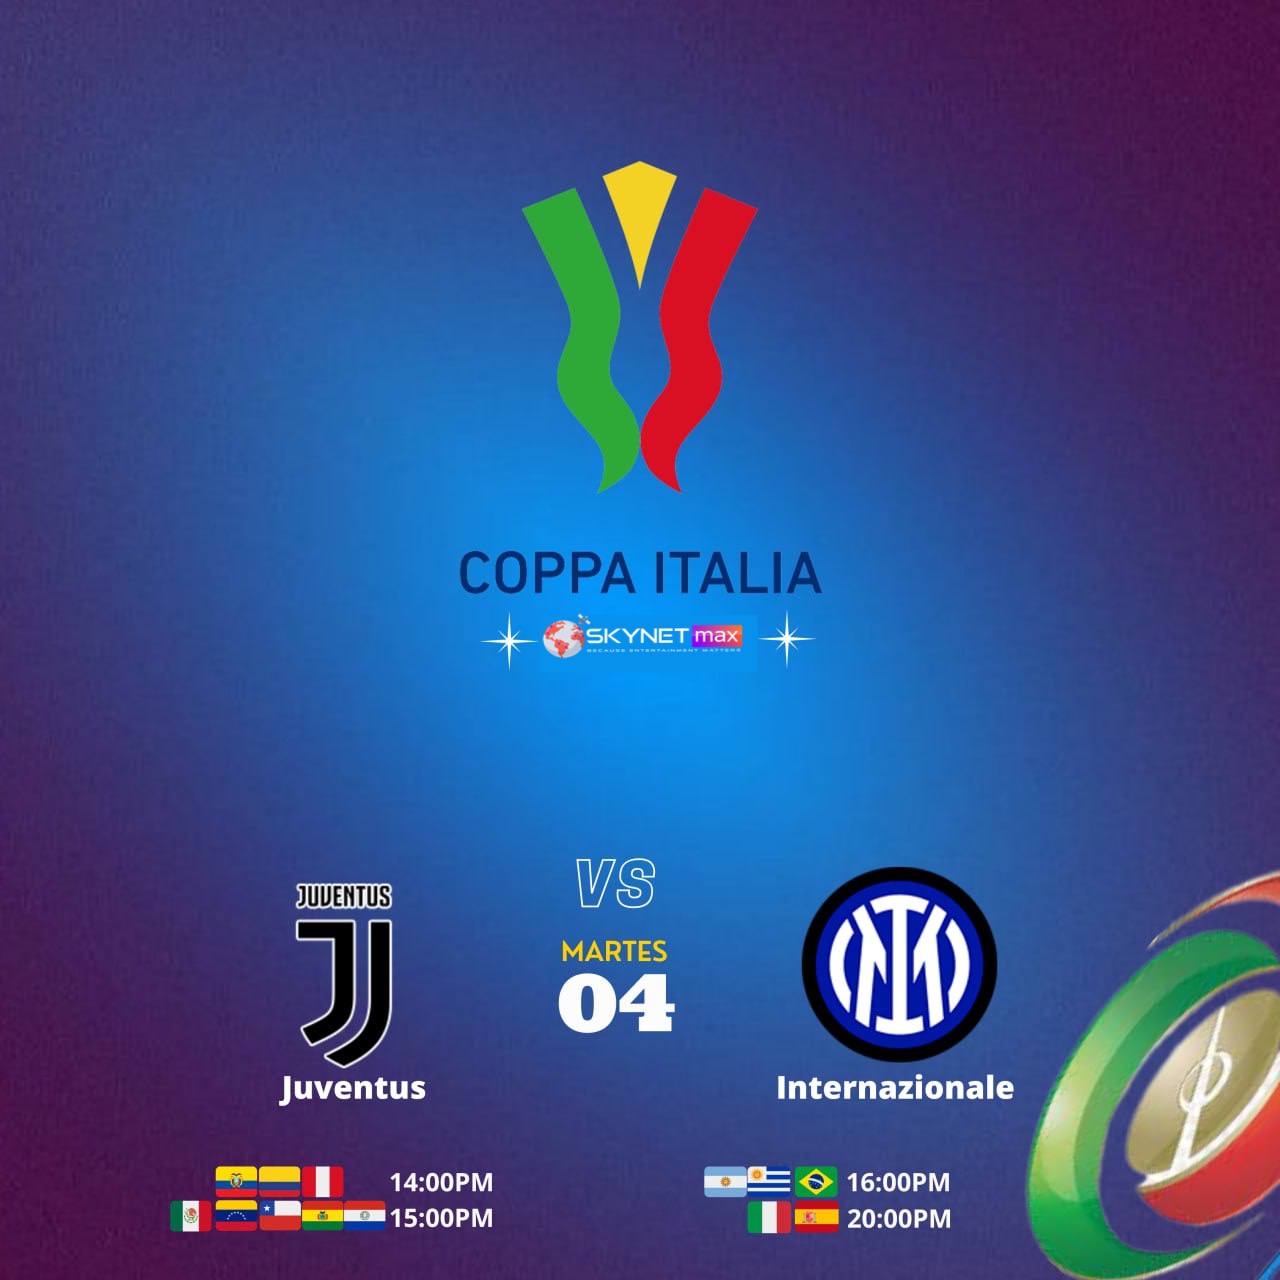 COPPA ITALIA
SKYNET max
BECAUSE ENTERTAINMENT MATTERS
VS
JUVENTUS
MARTES
04
Juventus
Internazionale
14:00PM
15:00PM
16:00PM
20:00PM